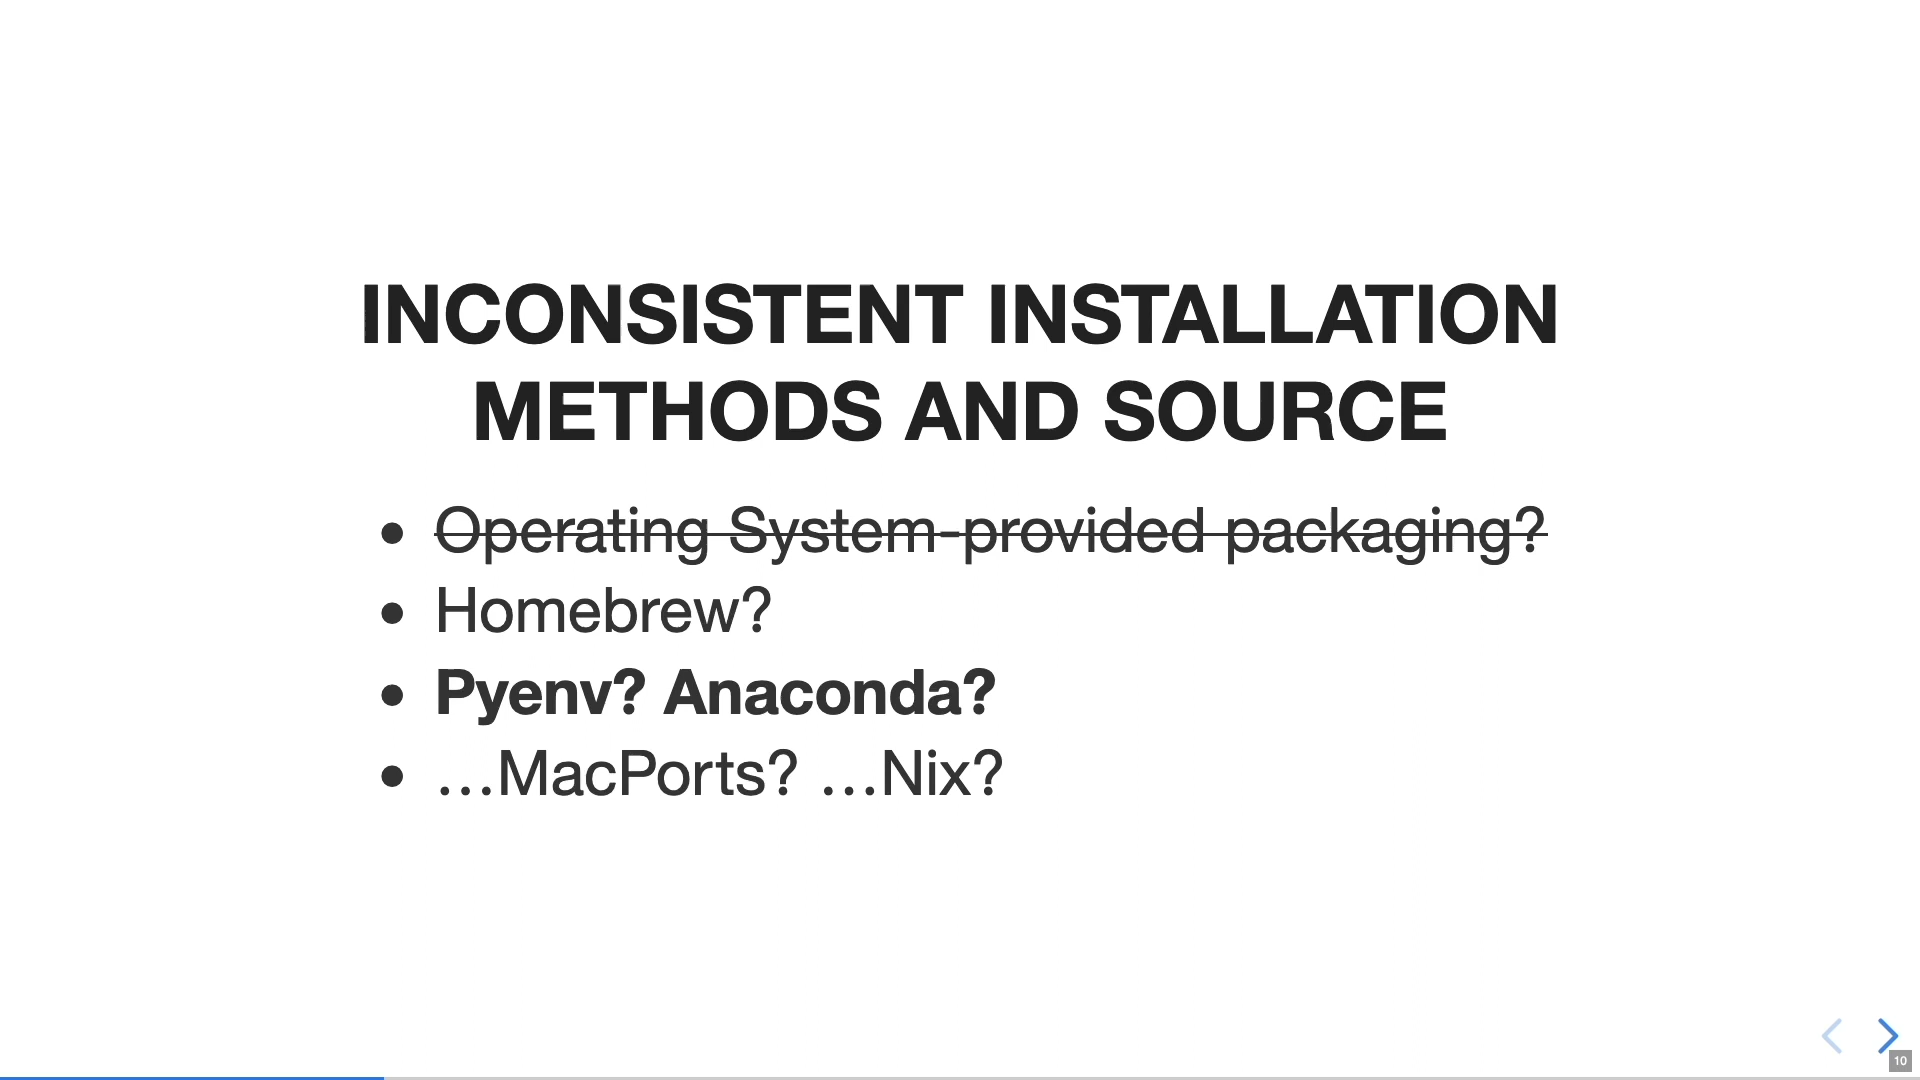 INCONSISTENT INSTALLATION
METHODS AND SOURCE
Operating System-provided packaging?
Homebrew?
Pyenv? Anaconda?
…MacPorts? …Nix?
10